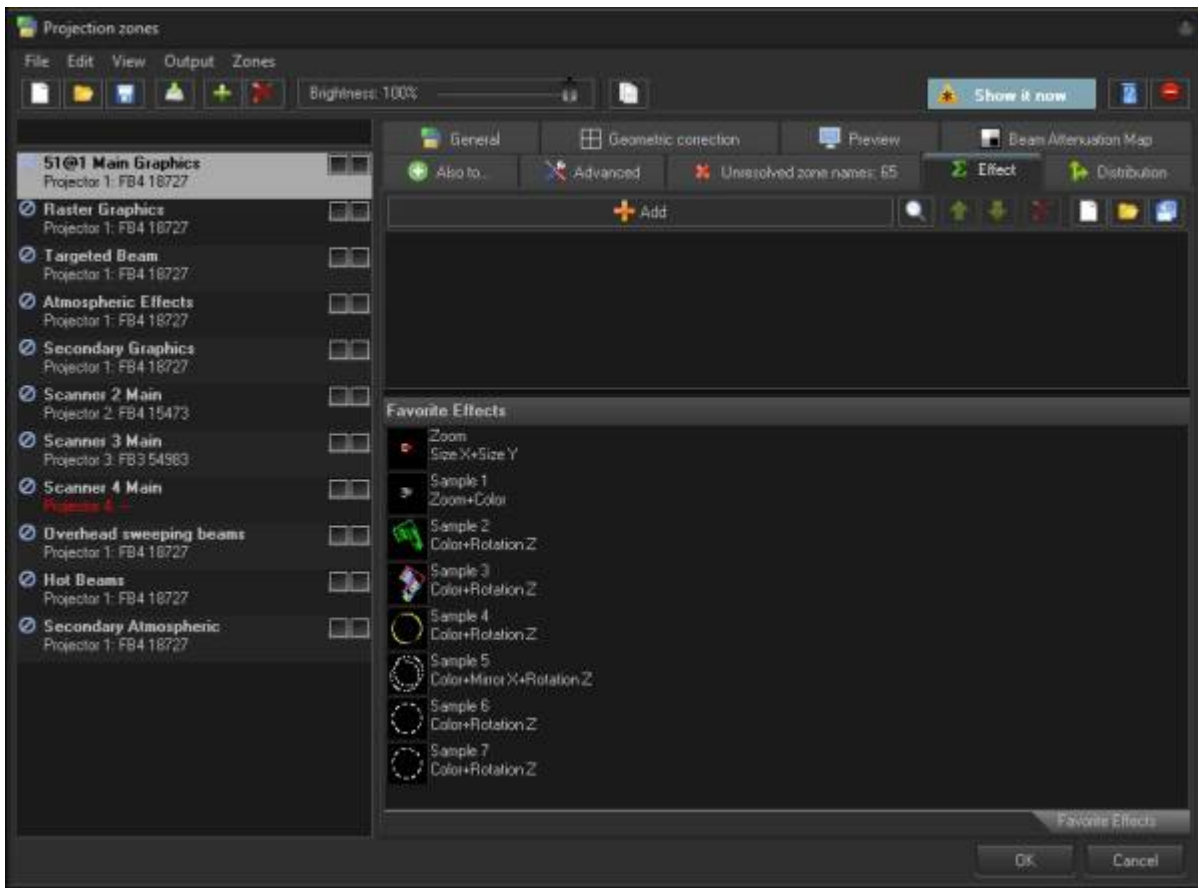 Projection zones
File Edit View Output Zones
Brightness: 100%
Show it now
General Geometric correction Preview Beam Attenuation Map
Also to... Advanced Unresolved zone names: 65 Effect Distribution
Add
51@1 Main Graphics
Projector 1: FB4 18727
Raster Graphics
Projector 1: FB4 18727
Targeted Beam
Projector 1: FB4 18727
Atmospheric Effects
Projector 1: FB4 18727
Secondary Graphics
Projector 1: FB4 18727
Scanner 2 Main
Projector 2: FB4 15473
Scanner 3 Main
Projector 3: FB3 54983
Scanner 4 Main
Projector 4: --
Overhead sweeping beams
Projector 1: FB4 18727
Hot Beams
Projector 1: FB4 18727
Secondary Atmospheric
Projector 1: FB4 18727
Favorite Effects
Zoom
Size X+Size Y
Sample 1
Zoom+Color
Sample 2
Color+Rotation Z
Sample 3
Color+Rotation Z
Sample 4
Color+Rotation Z
Sample 5
Color+Mirror X+Rotation Z
Sample 6
Color+Rotation Z
Sample 7
Color+Rotation Z
Favorite Effects
OK Cancel